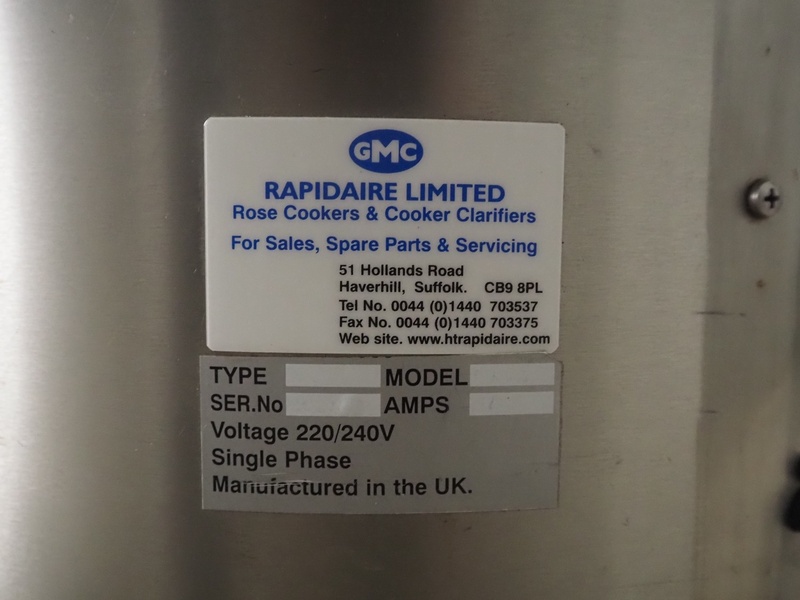 GMC
RAPIDAIRE LIMITED
Rose Cookers & Cooker Clarifiers
For Sales, Spare Parts & Servicing
51 Hollands Road
Haverhill, Suffolk. CB9 8PL
Tel No. 0044 (0)1440 703537
Fax No. 0044 (0)1440 703375
Web site. www.htrapidaire.com
TYPE MODEL
SER.No AMPS
Voltage 220/240V
Single Phase
Manufactured in the UK.